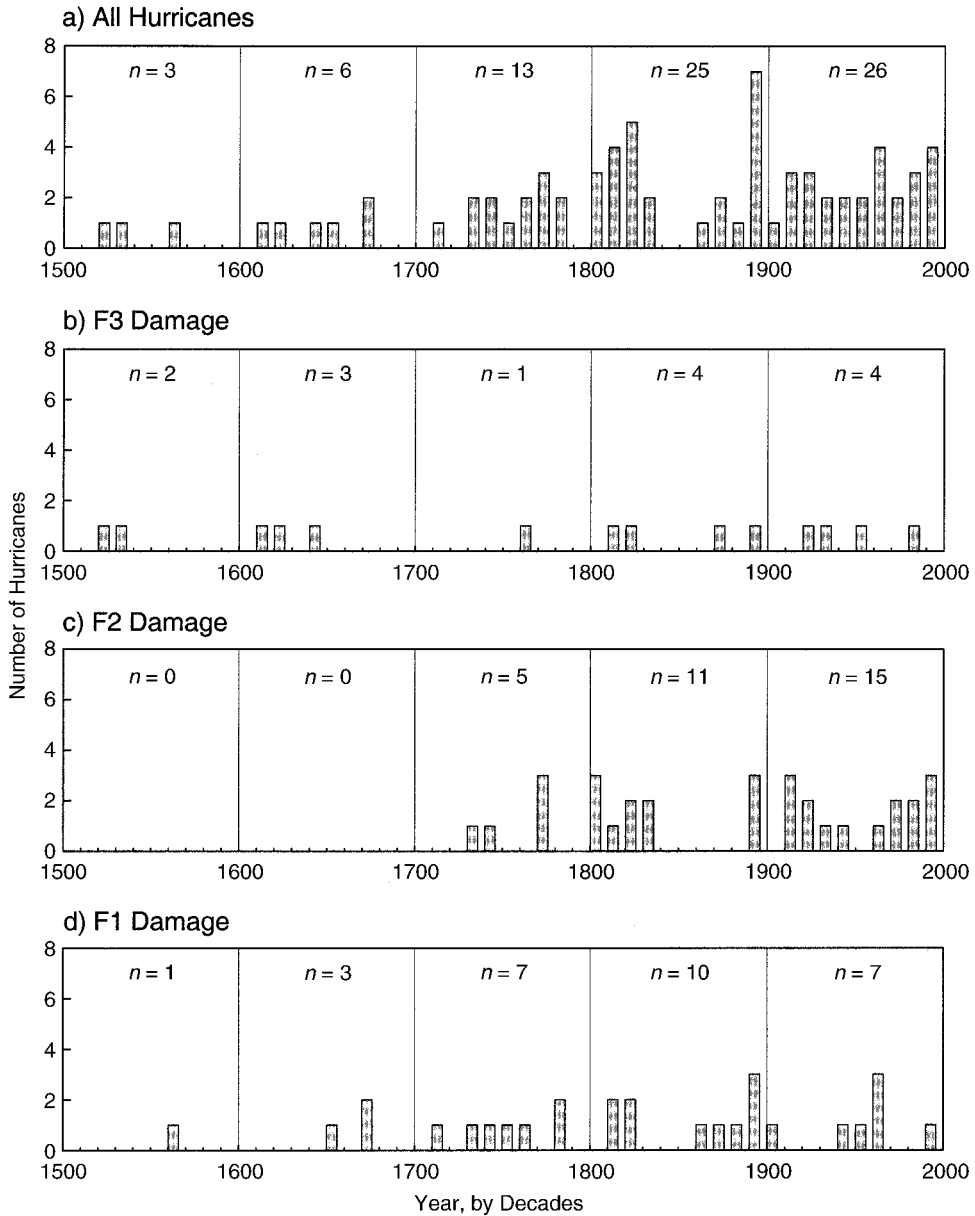 a) All Hurricanes
8
6
4
2
0
n = 3
n = 6
n = 13
n = 25
n = 26
1500
1600
1700
1800
1900
2000
b) F3 Damage
8
6
4
2
0
n = 2
n = 3
n = 1
n = 4
n = 4
1500
1600
1700
1800
1900
2000
Number of Hurricanes
c) F2 Damage
8
6
4
2
0
n = 0
n = 0
n = 5
n = 11
n = 15
1500
1600
1700
1800
1900
2000
d) F1 Damage
8
6
4
2
0
n = 1
n = 3
n = 7
n = 10
n = 7
1500
1600
1700
1800
1900
2000
Year, by Decades